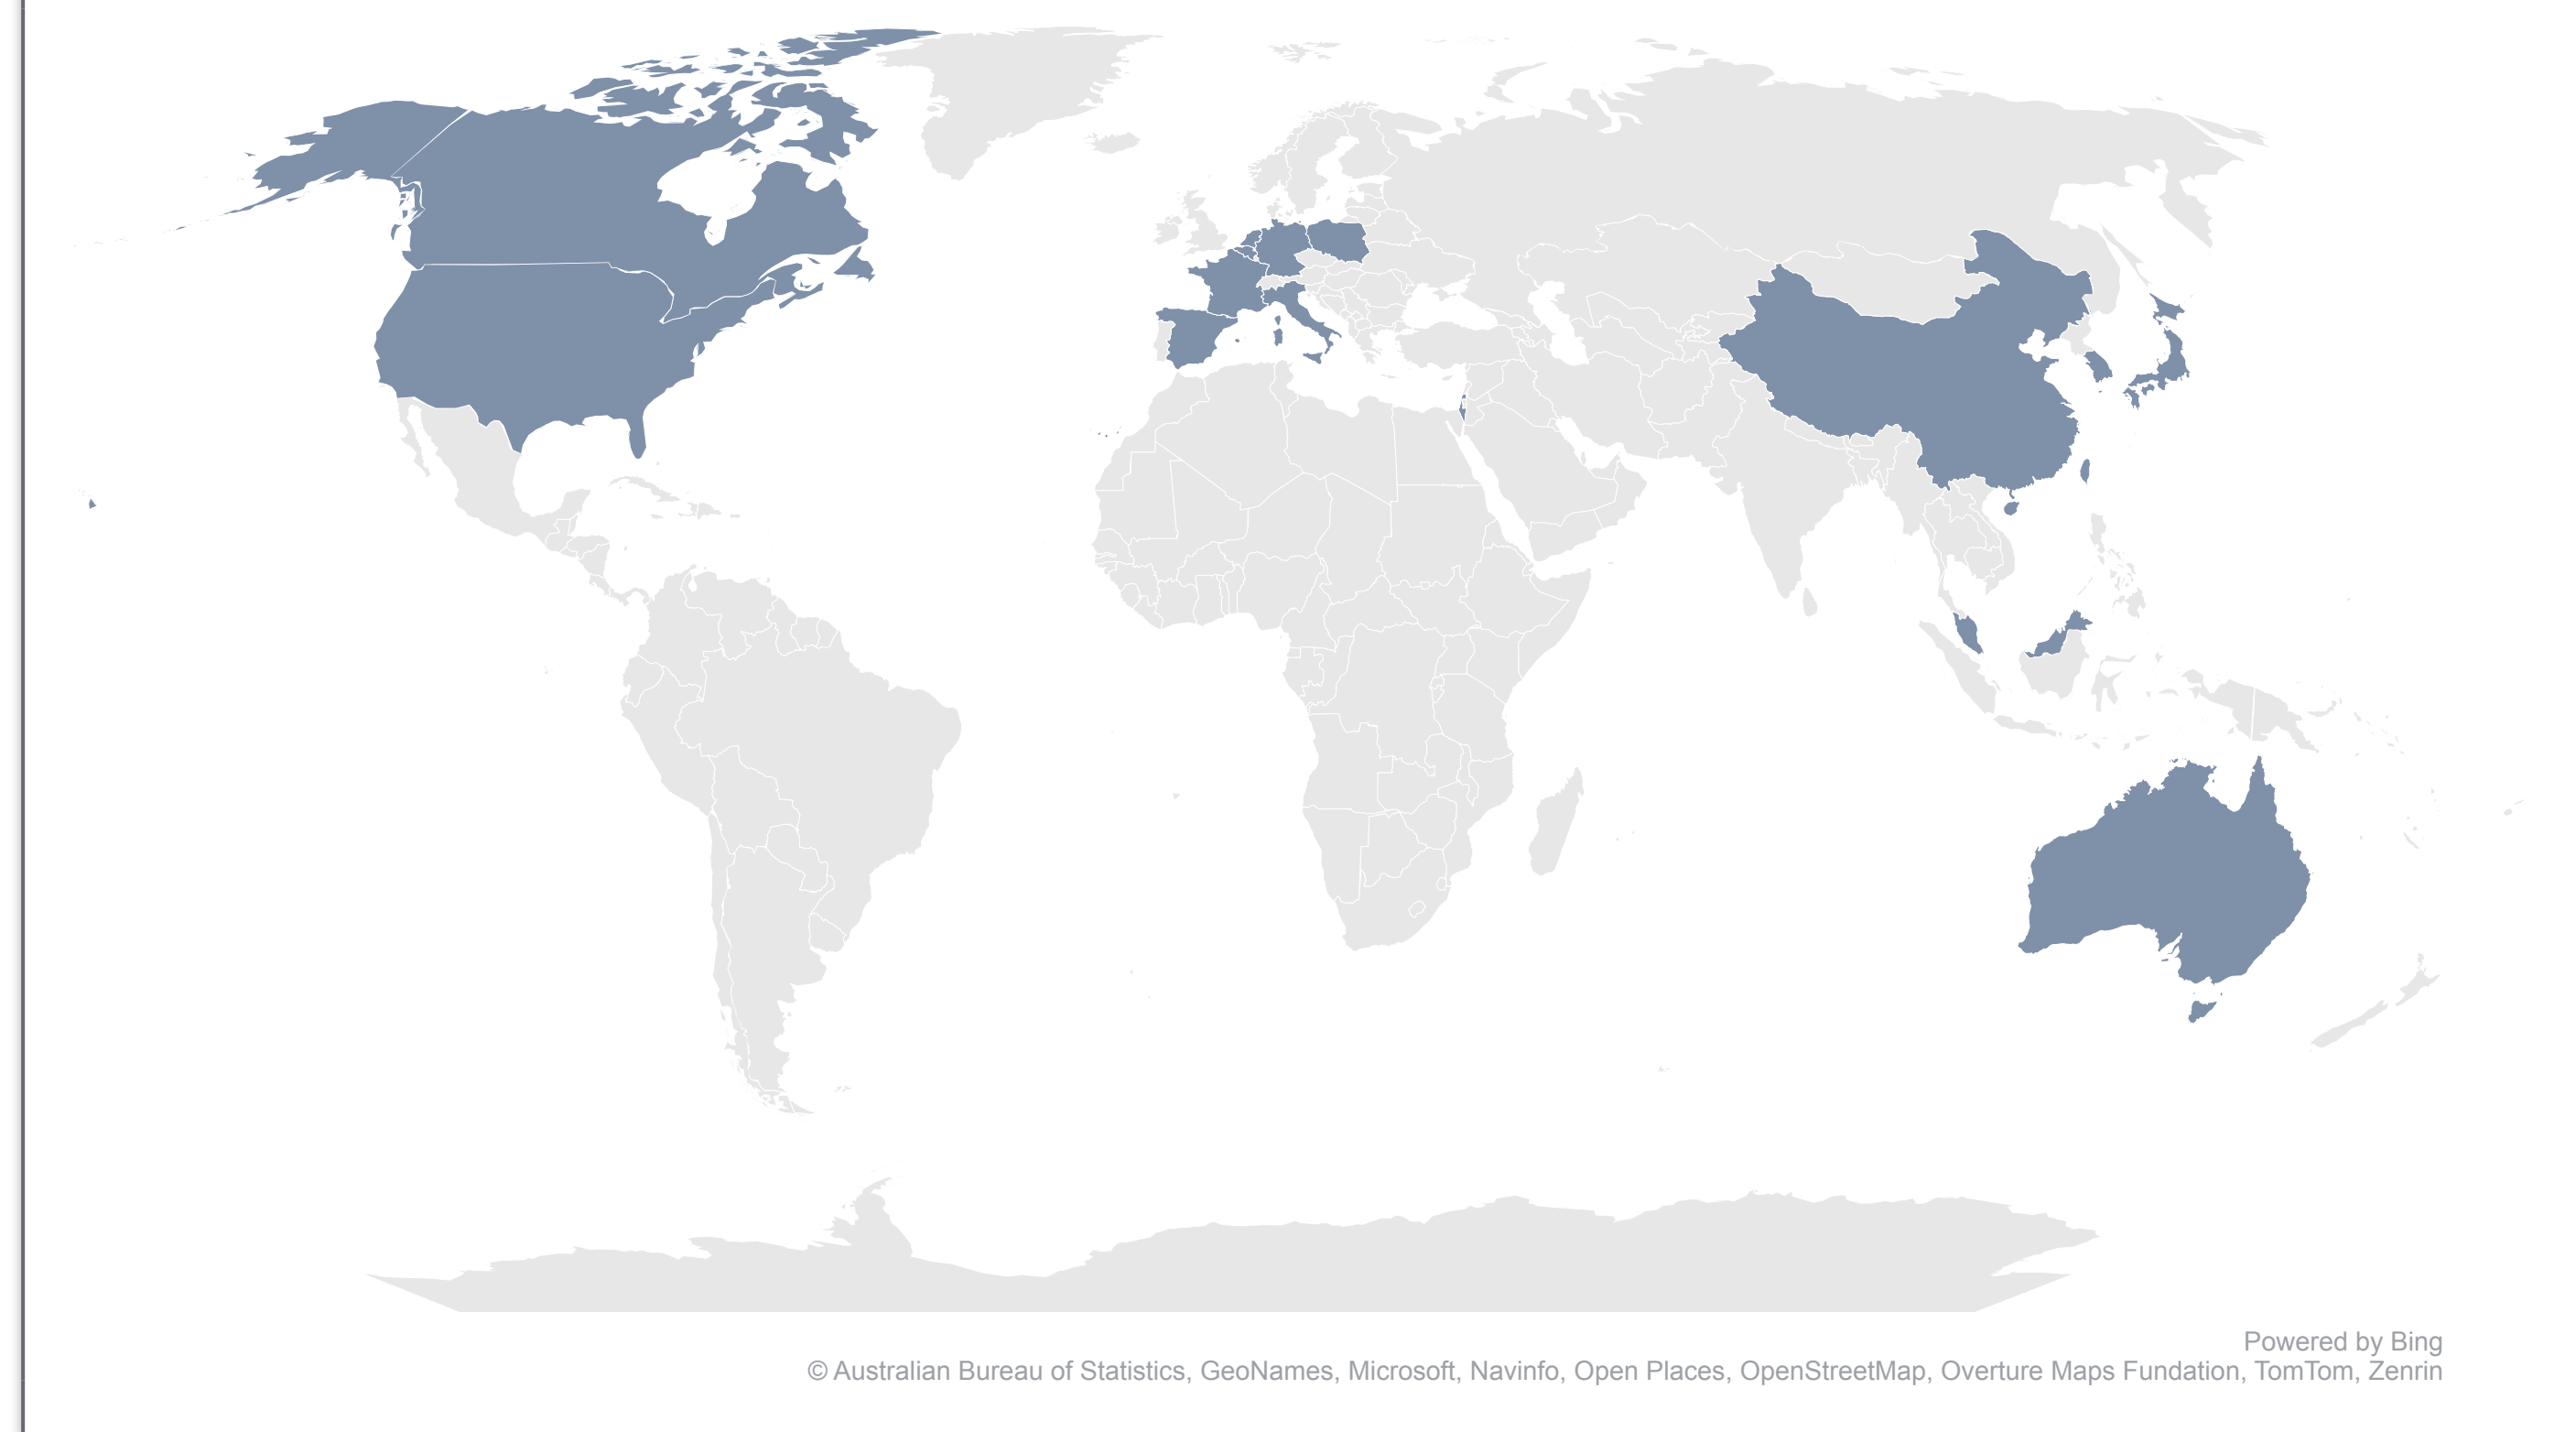 Powered by Bing
© Australian Bureau of Statistics, GeoNames, Microsoft, Navinfo, Open Places, OpenStreetMap, Overture Maps Fundation, TomTom, Zenrin